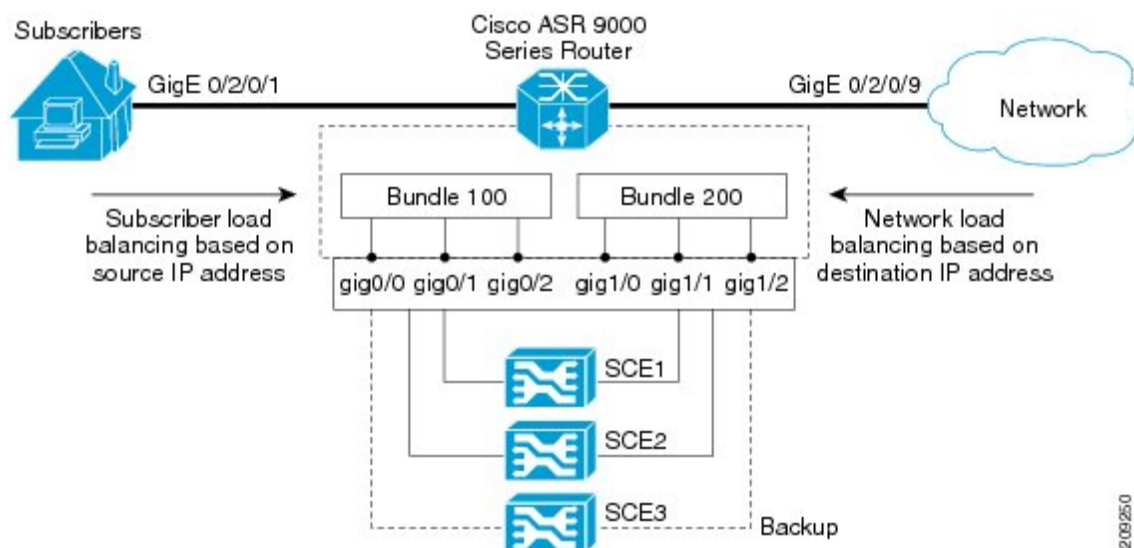 Subscribers
Cisco ASR 9000
Series Router
GigE 0/2/0/1
GigE 0/2/0/9
Network
Bundle 100
Bundle 200
Subscriber load
balancing based on
source IP address
Network load
balancing based on
destination IP address
gig0/0 gig0/1 gig0/2 gig1/0 gig1/1 gig1/2
SCE1
SCE2
SCE3
Backup
209250